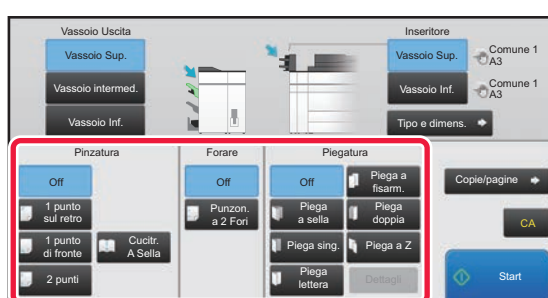 Vassoio Uscita
Inseritore
Vassoio Sup.
Vassoio intermed.
Vassoio Inf.
Vassoio Sup.
Comune 1
A3
Vassoio Inf.
Comune 1
A3
Tipo e dimens.
Pinzatura
Forare
Piegatura
Off
1 punto
sul retro
1 punto
di fronte
2 punti
Cucitr.
A Sella
Off
Punzon.
a 2 Fori
Off
Piega a
fisarm.
Piega
a sella
Piega
doppia
Piega sing.
Piega a Z
Piega
lettera
Dettagli
Copie/pagine
CA
Start